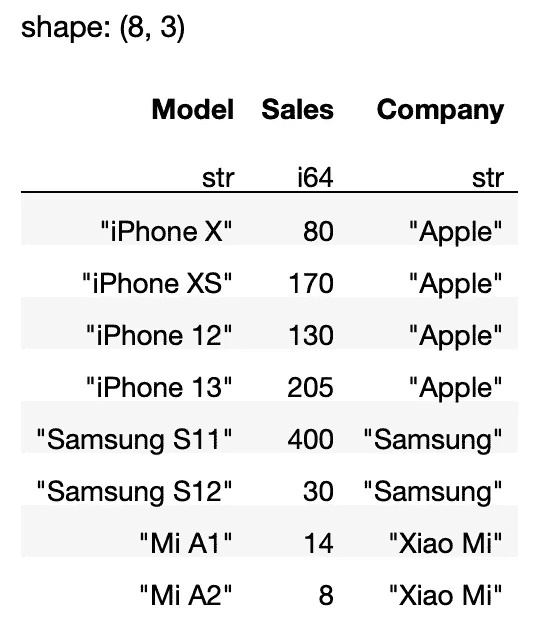 shape: (8, 3)
Model Sales Company
str i64 str
"iPhone X" 80 "Apple"
"iPhone XS" 170 "Apple"
"iPhone 12" 130 "Apple"
"iPhone 13" 205 "Apple"
"Samsung S11" 400 "Samsung"
"Samsung S12" 30 "Samsung"
"Mi A1" 14 "Xiao Mi"
"Mi A2" 8 "Xiao Mi"